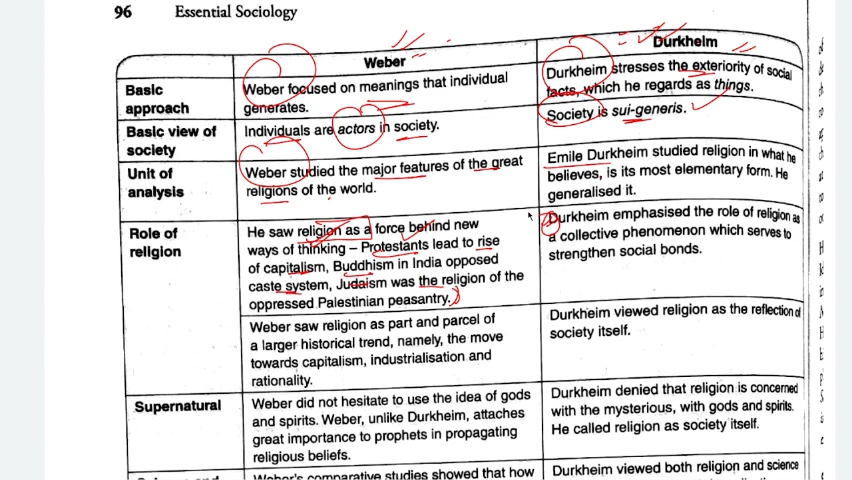 96 Essential Sociology
Weber
Durkheim
Basic
approach
Weber focused on meanings that individual
generates.
Durkheim stresses the exteriority of social
facts, which he regards as things.
Basic view of
society
Individuals are actors in society.
Society is sui-generis.
Unit of
analysis
Weber studied the major features of the great
religions of the world.
Emile Durkheim studied religion in what he
believes, is its most elementary form. He
generalised it.
Role of
religion
He saw religion as a force behind new
ways of thinking – Protestants lead to rise
of capitalism, Buddhism in India opposed
caste system, Judaism was the religion of the
oppressed Palestinian peasantry.
Durkheim emphasised the role of religion as
a collective phenomenon which serves to
strengthen social bonds.
Weber saw religion as part and parcel of
a larger historical trend, namely, the move
towards capitalism, industrialisation and
rationality.
Durkheim viewed religion as the reflection of
society itself.
Supernatural
Weber did not hesitate to use the idea of gods
and spirits. Weber, unlike Durkheim, attaches
great importance to prophets in propagating
religious beliefs.
Durkheim denied that religion is concerned
with the mysterious, with gods and spirits.
He called religion as society itself.
Weber's comparative studies showed that how
Durkheim viewed both religion and science